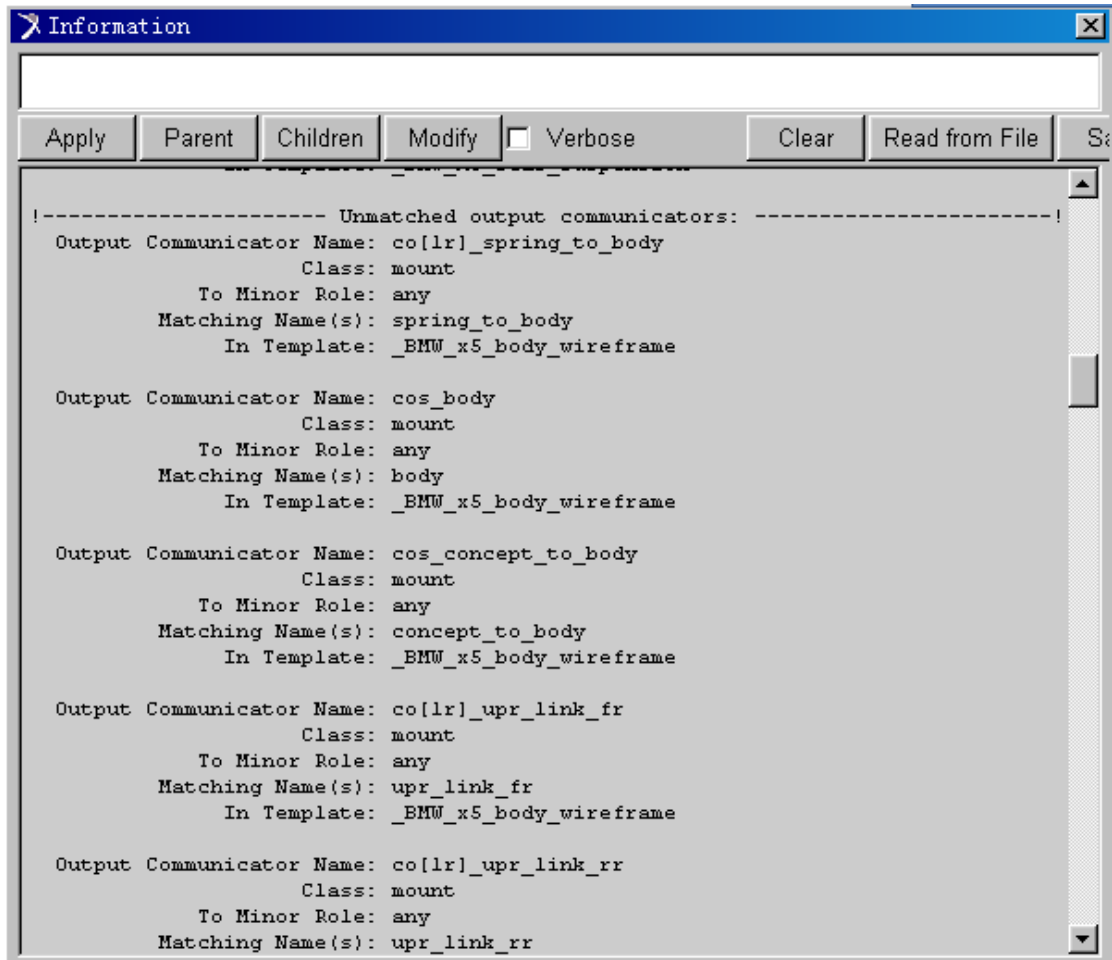 Information
Apply Parent Children Modify Verbose Clear Read from File
!---------------------- Unmatched output communicators: -----------------------!
Output Communicator Name: co[lr]_spring_to_body
Class: mount
To Minor Role: any
Matching Name(s): spring_to_body
In Template: _BMW_x5_body_wireframe
Output Communicator Name: cos_body
Class: mount
To Minor Role: any
Matching Name(s): body
In Template: _BMW_x5_body_wireframe
Output Communicator Name: cos_concept_to_body
Class: mount
To Minor Role: any
Matching Name(s): concept_to_body
In Template: _BMW_x5_body_wireframe
Output Communicator Name: co[lr]_upr_link_fr
Class: mount
To Minor Role: any
Matching Name(s): upr_link_fr
In Template: _BMW_x5_body_wireframe
Output Communicator Name: co[lr]_upr_link_rr
Class: mount
To Minor Role: any
Matching Name(s): upr_link_rr